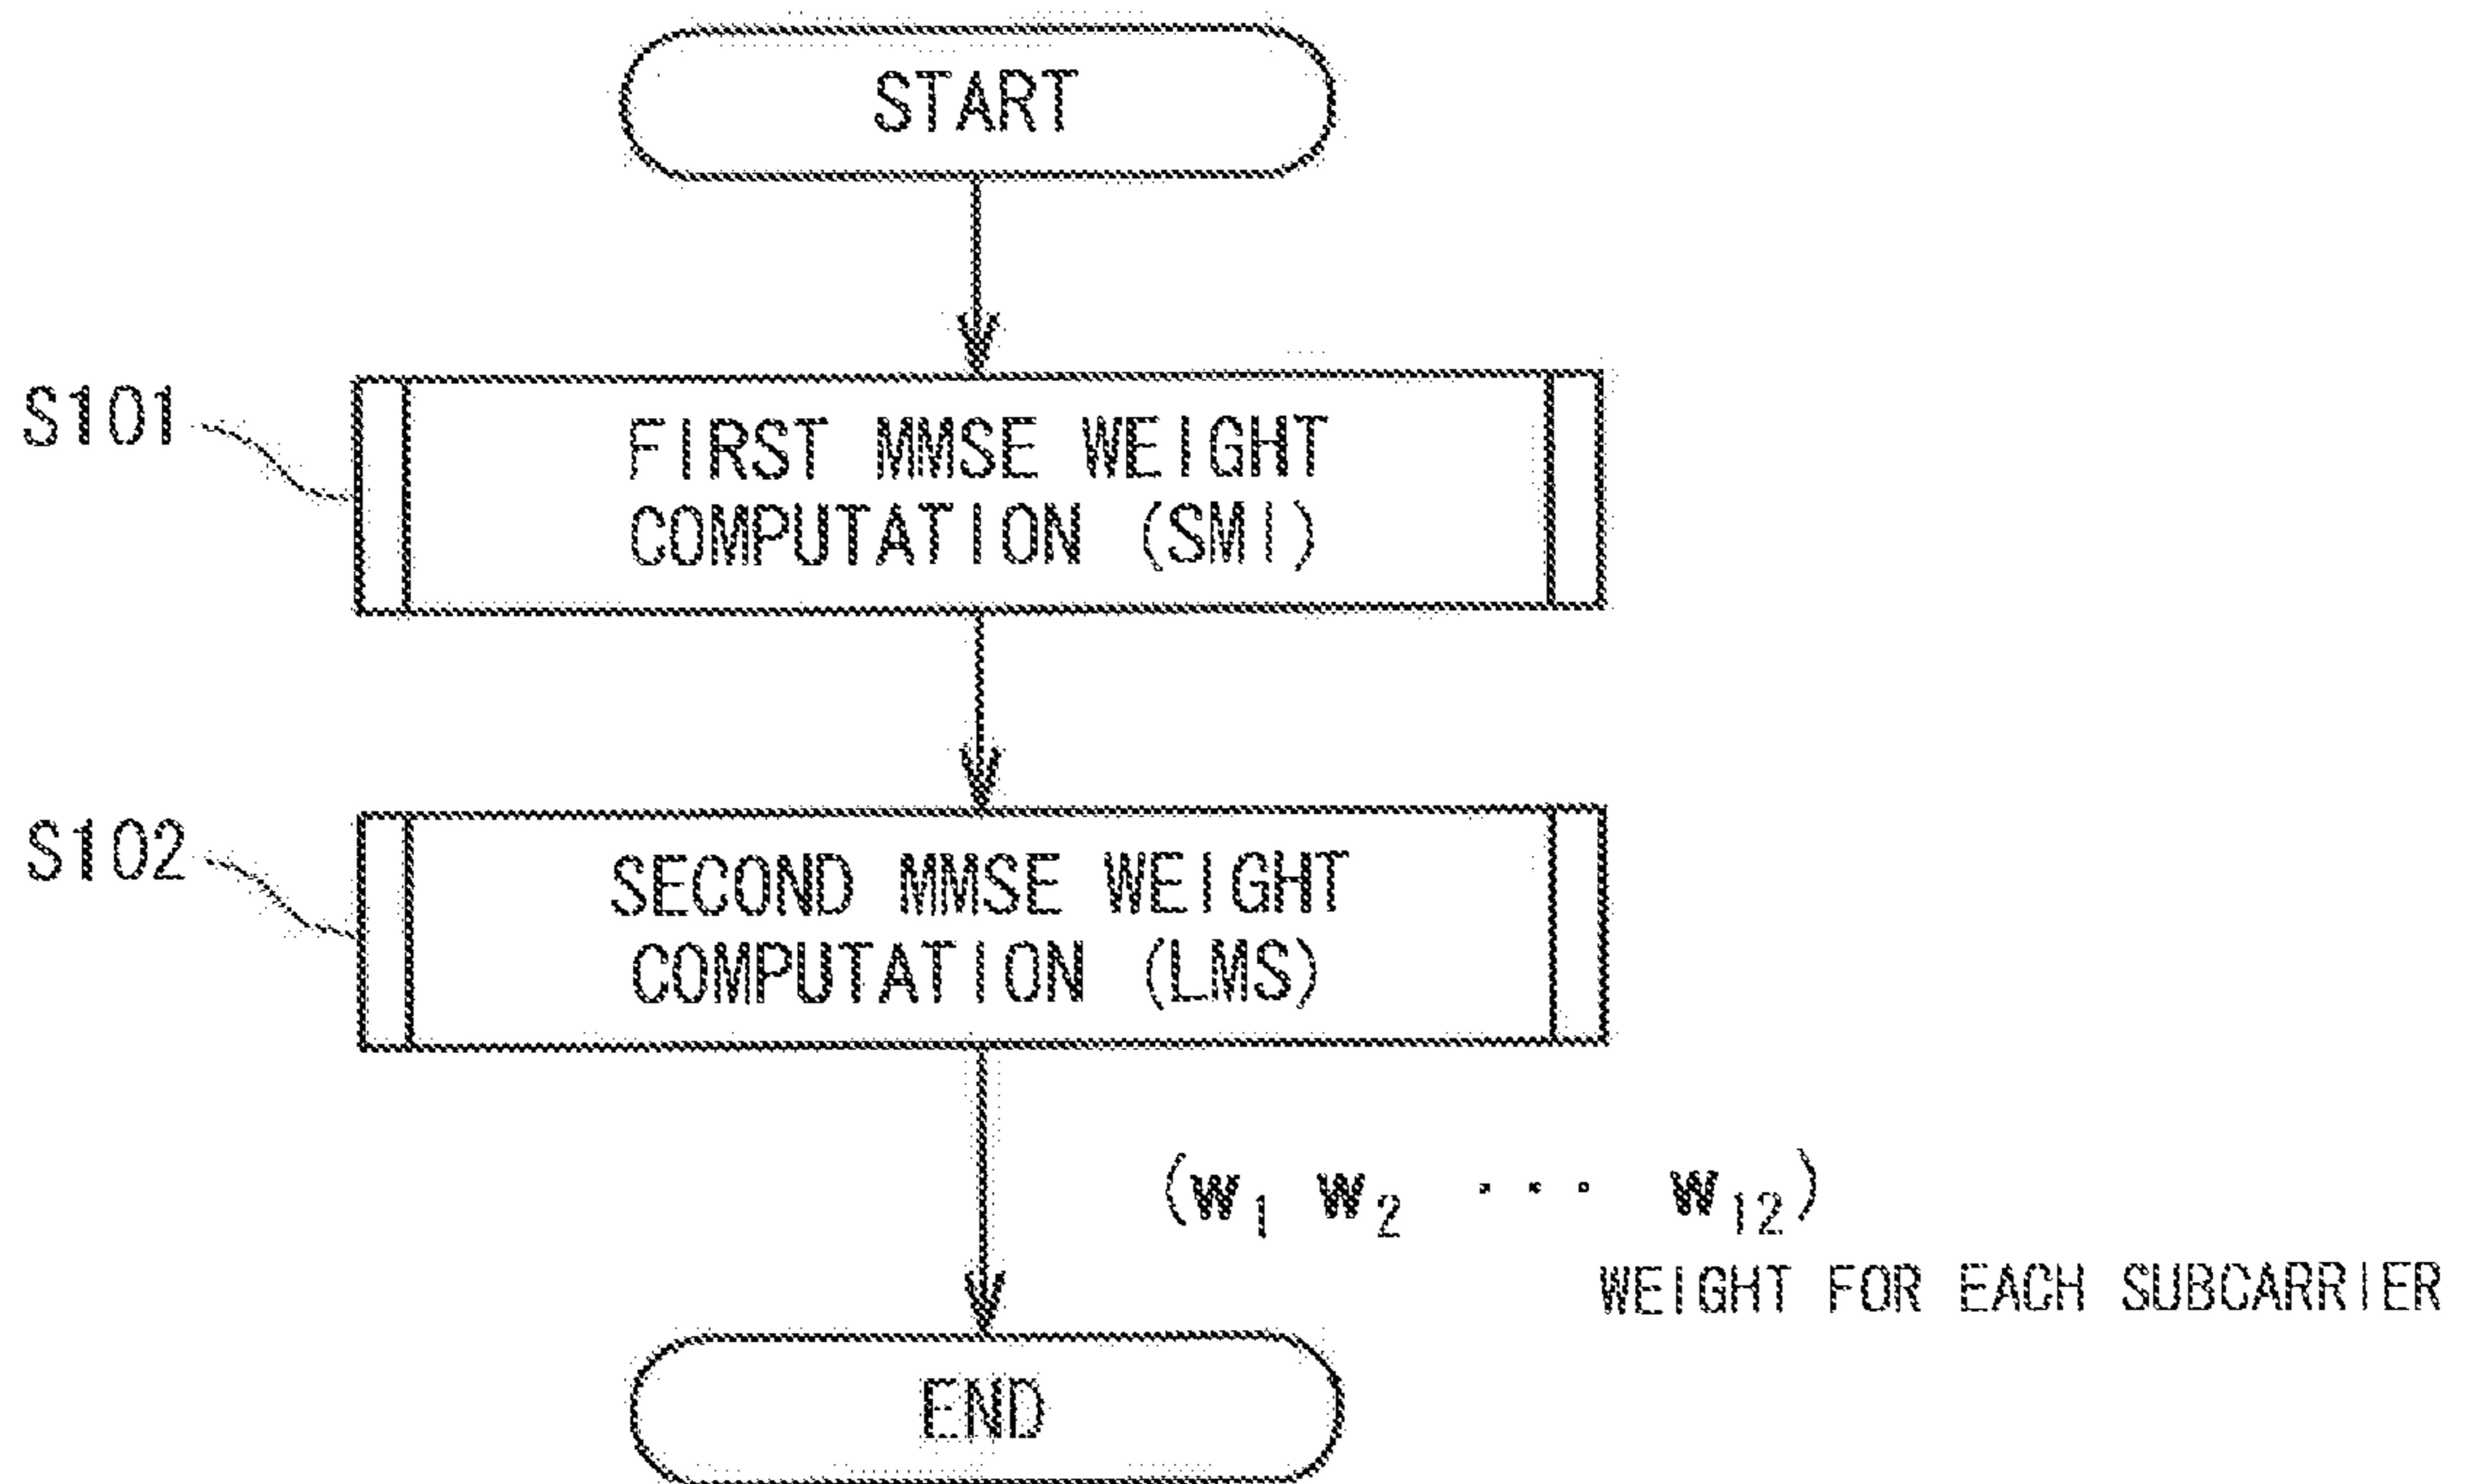 START
S101
FIRST MMSE WEIGHT
COMPUTATION (SMI)
S102
SECOND MMSE WEIGHT
COMPUTATION (LMS)
(w₁ w₂ ··· w₁₂)
WEIGHT FOR EACH SUBCARRIER
END